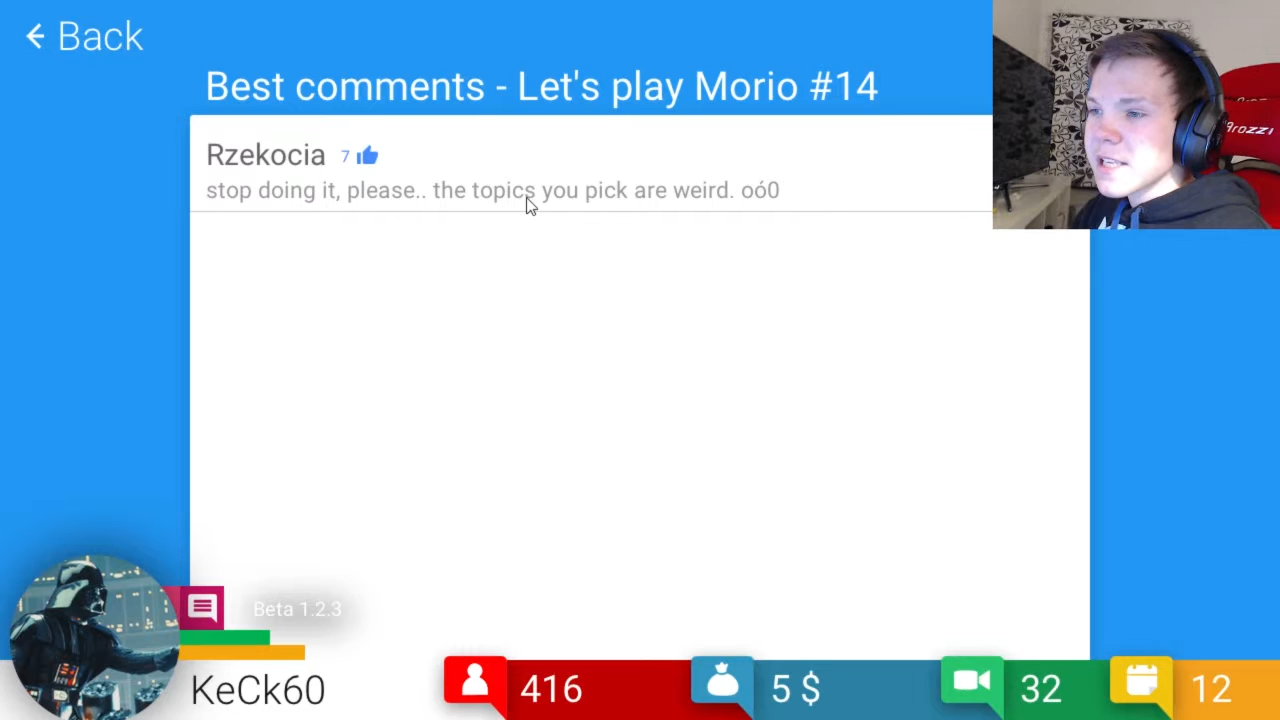 Back
Best comments - Let's play Morio #14
Rzekocia 7
stop doing it, please.. the topics you pick are weird. oó0
Arozzi
Beta 1.2.3
KeCk60
416
5 $
32
12